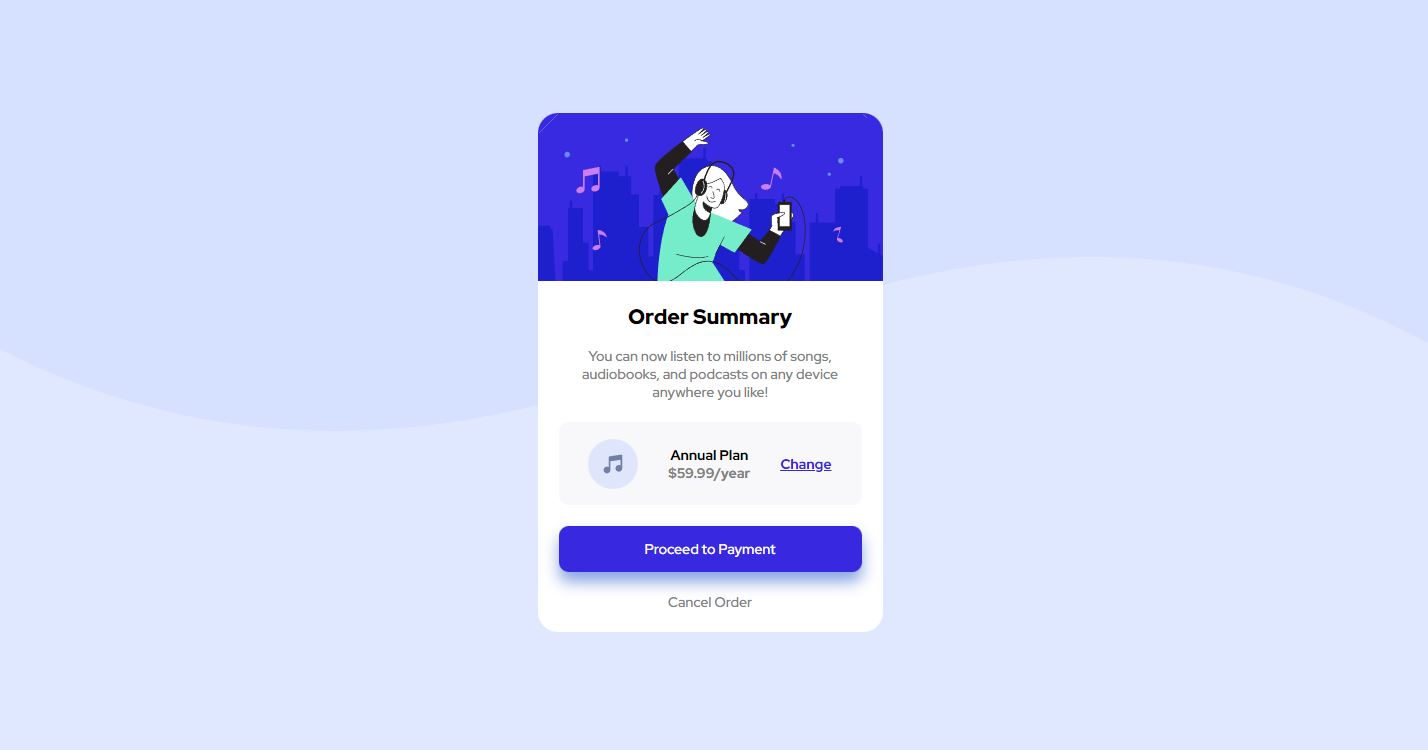 Order Summary
You can now listen to millions of songs,
audiobooks, and podcasts on any device
anywhere you like!
Annual Plan
$59.99/year
Change
Proceed to Payment
Cancel Order